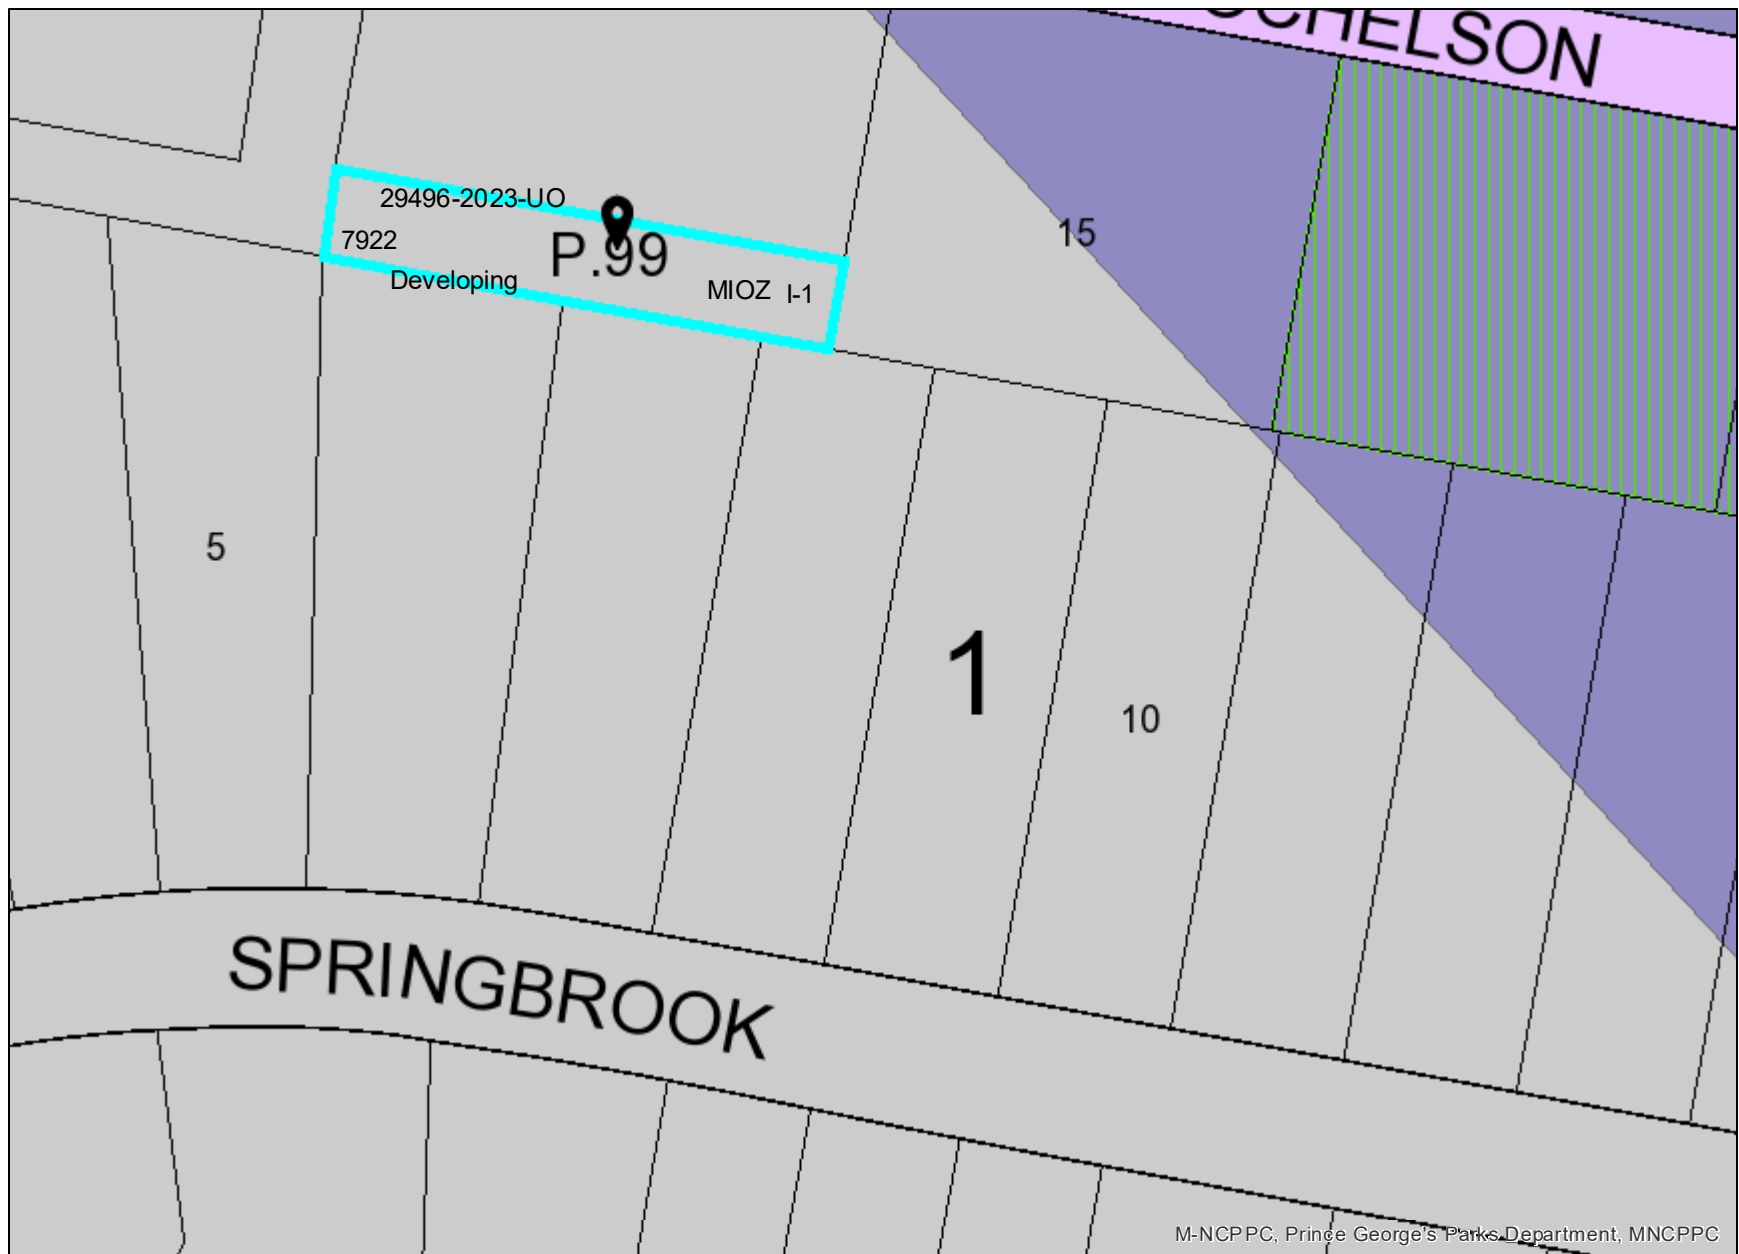 15
29496-2023-UO
7922
P.99
Developing
MIOZ I-1
5
1
10
SPRINGBROOK
M-NCPPC, Prince George's Parks Department, MNCPPC